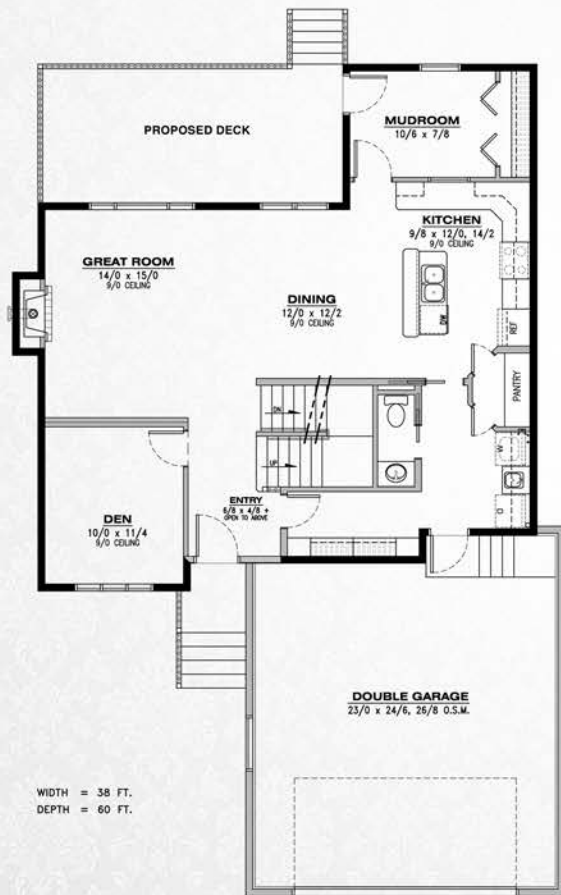 PROPOSED DECK
MUDROOM
10/6 x 7/8
KITCHEN
9/8 x 12/0, 14/2
9/0 CEILING
GREAT ROOM
14/0 x 15/0
9/0 CEILING
DINING
12/0 x 12/2
9/0 CEILING
DW
REF
PANTRY
DN
UP
W
D
ENTRY
6/8 x 4/8 +
OPEN TO ABOVE
DEN
10/0 x 11/4
9/0 CEILING
DOUBLE GARAGE
23/0 x 24/6, 26/8 O.S.M.
WIDTH = 38 FT.
DEPTH = 60 FT.